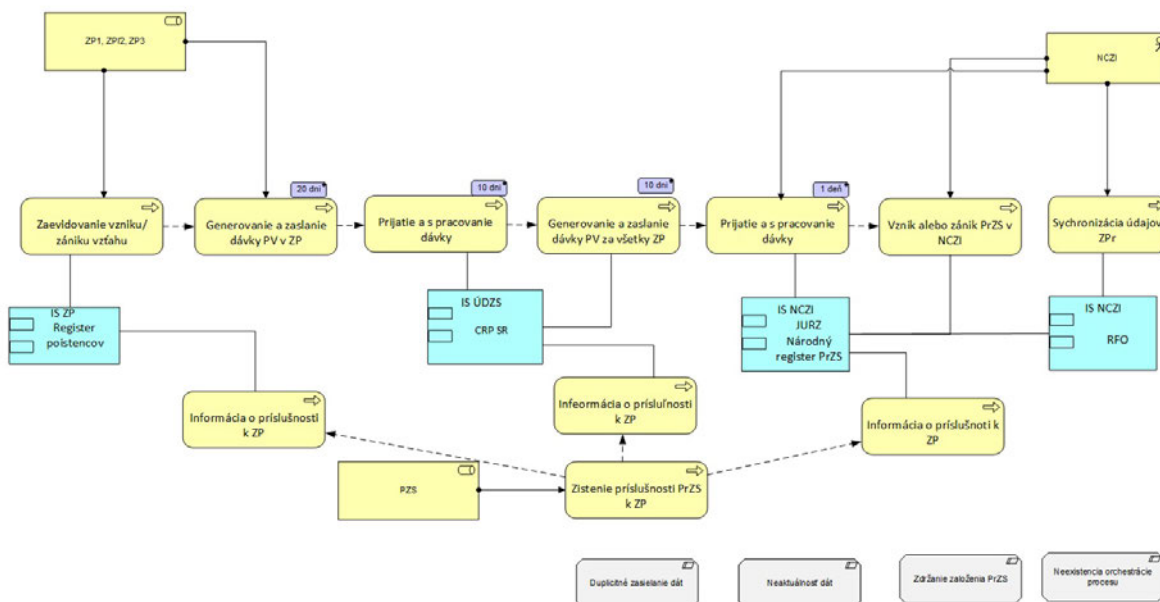 ZP1, ZPí2, ZP3
NCZI
20 dní
10 dní
10 dní
1 deň
Zaevidovanie vzniku/
zániku vzťahu
Generovanie a zaslanie
dávky PV v ZP
Prijatie a s pracovanie
dávky
Generovanie a zaslanie
dávky PV za všetky ZP
Prijatie a s pracovanie
dávky
Vznik alebo zánik PrZS v
NCZI
Sychronizácia údajov
ZPr
IS ZP
Register
poistencov
IS ÚDZS
CRP SR
IS NCZI
JURZ
Národný
register PrZS
IS NCZI
RFO
Informácia o príslušnosti
k ZP
Infeormácia o prísluľnosti
k ZP
Informácia o príslušnoti k
ZP
PZS
Zistenie príslušnosti PrZS
k ZP
Duplicitné zasielanie dát
Neaktuálnosť dát
Zdržanie založenia PrZS
Neexistencia orchestrácie
procesu